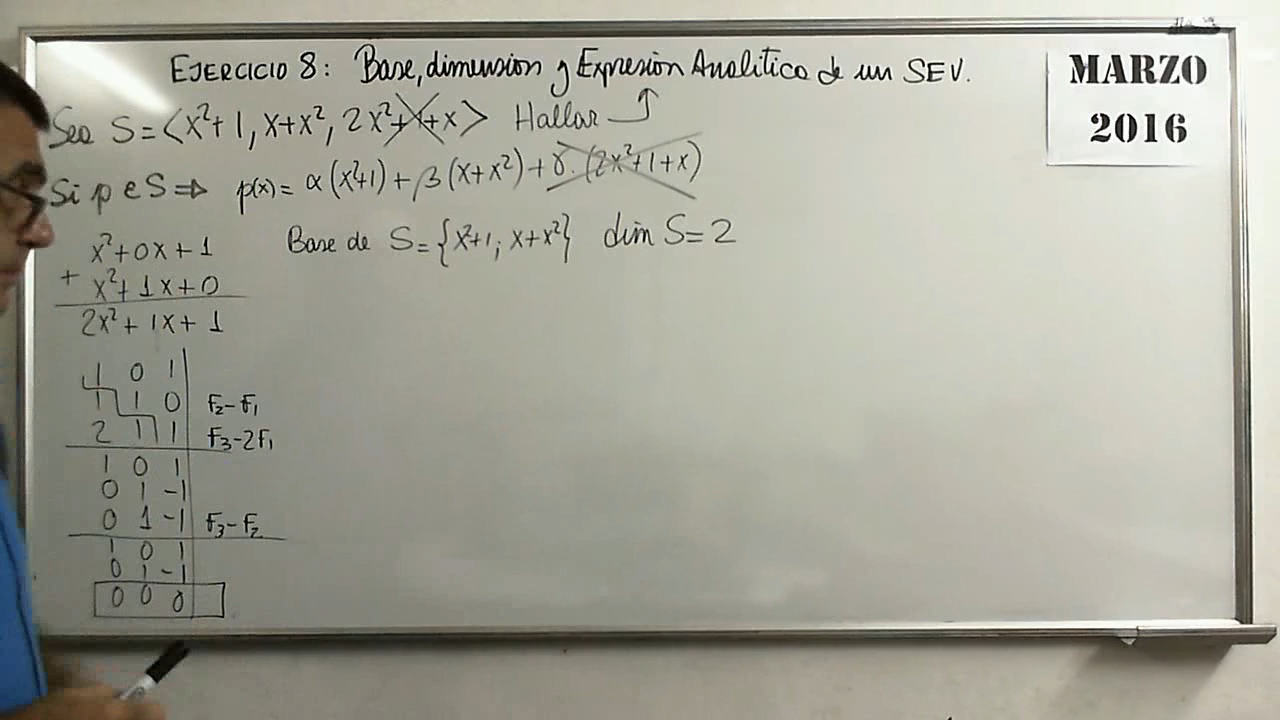 EJERCICIO 8: Base, dimension y Expresión Analitica de un SEV.
MARZO
2016
Sea S = <x²+1, x+x², 2x²+1+x> Hallar
Si p ∈ S ⇒ p(x) = α(x²+1) + β(x+x²) + γ.(2x²+1+x)
Base de S = {x²+1; x+x²} dim S = 2
x²+0x+1
+ x²+1x+0
2x²+1x+1
1 0 1
1 1 0 F₂-F₁
2 1 1 F₃-2F₁
1 0 1
0 1 -1
0 1 -1 F₃-F₂
1 0 1
0 1 -1
0 0 0